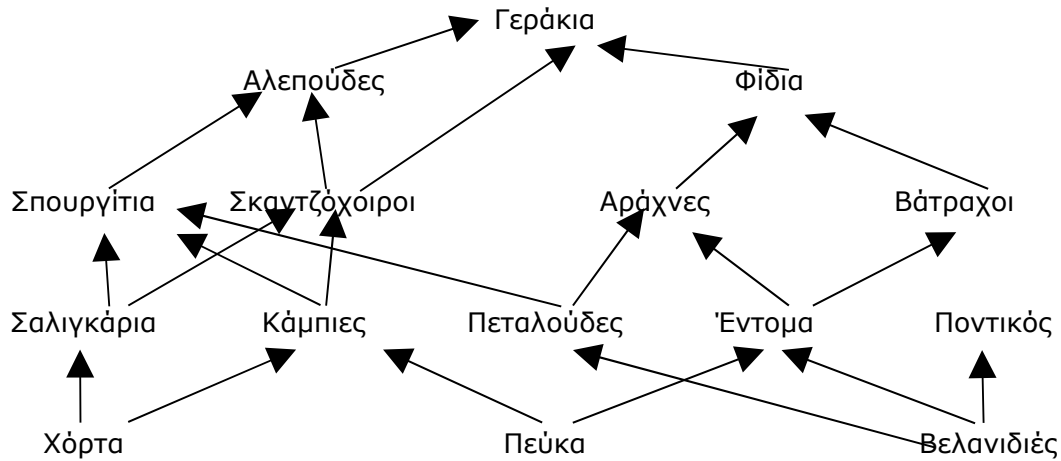 Γεράκια
Αλεπούδες Φίδια
Σπουργίτια Σκαντζόχοιροι Αράχνες Βάτραχοι
Σαλιγκάρια Κάμπιες Πεταλούδες Έντομα Ποντικός
Χόρτα Πεύκα Βελανιδιές